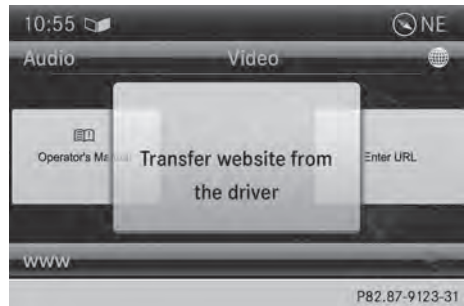 10:55 NE
Audio Video
Operator's Ma
Transfer website from
the driver
Enter URL
www
P82.87-9123-31